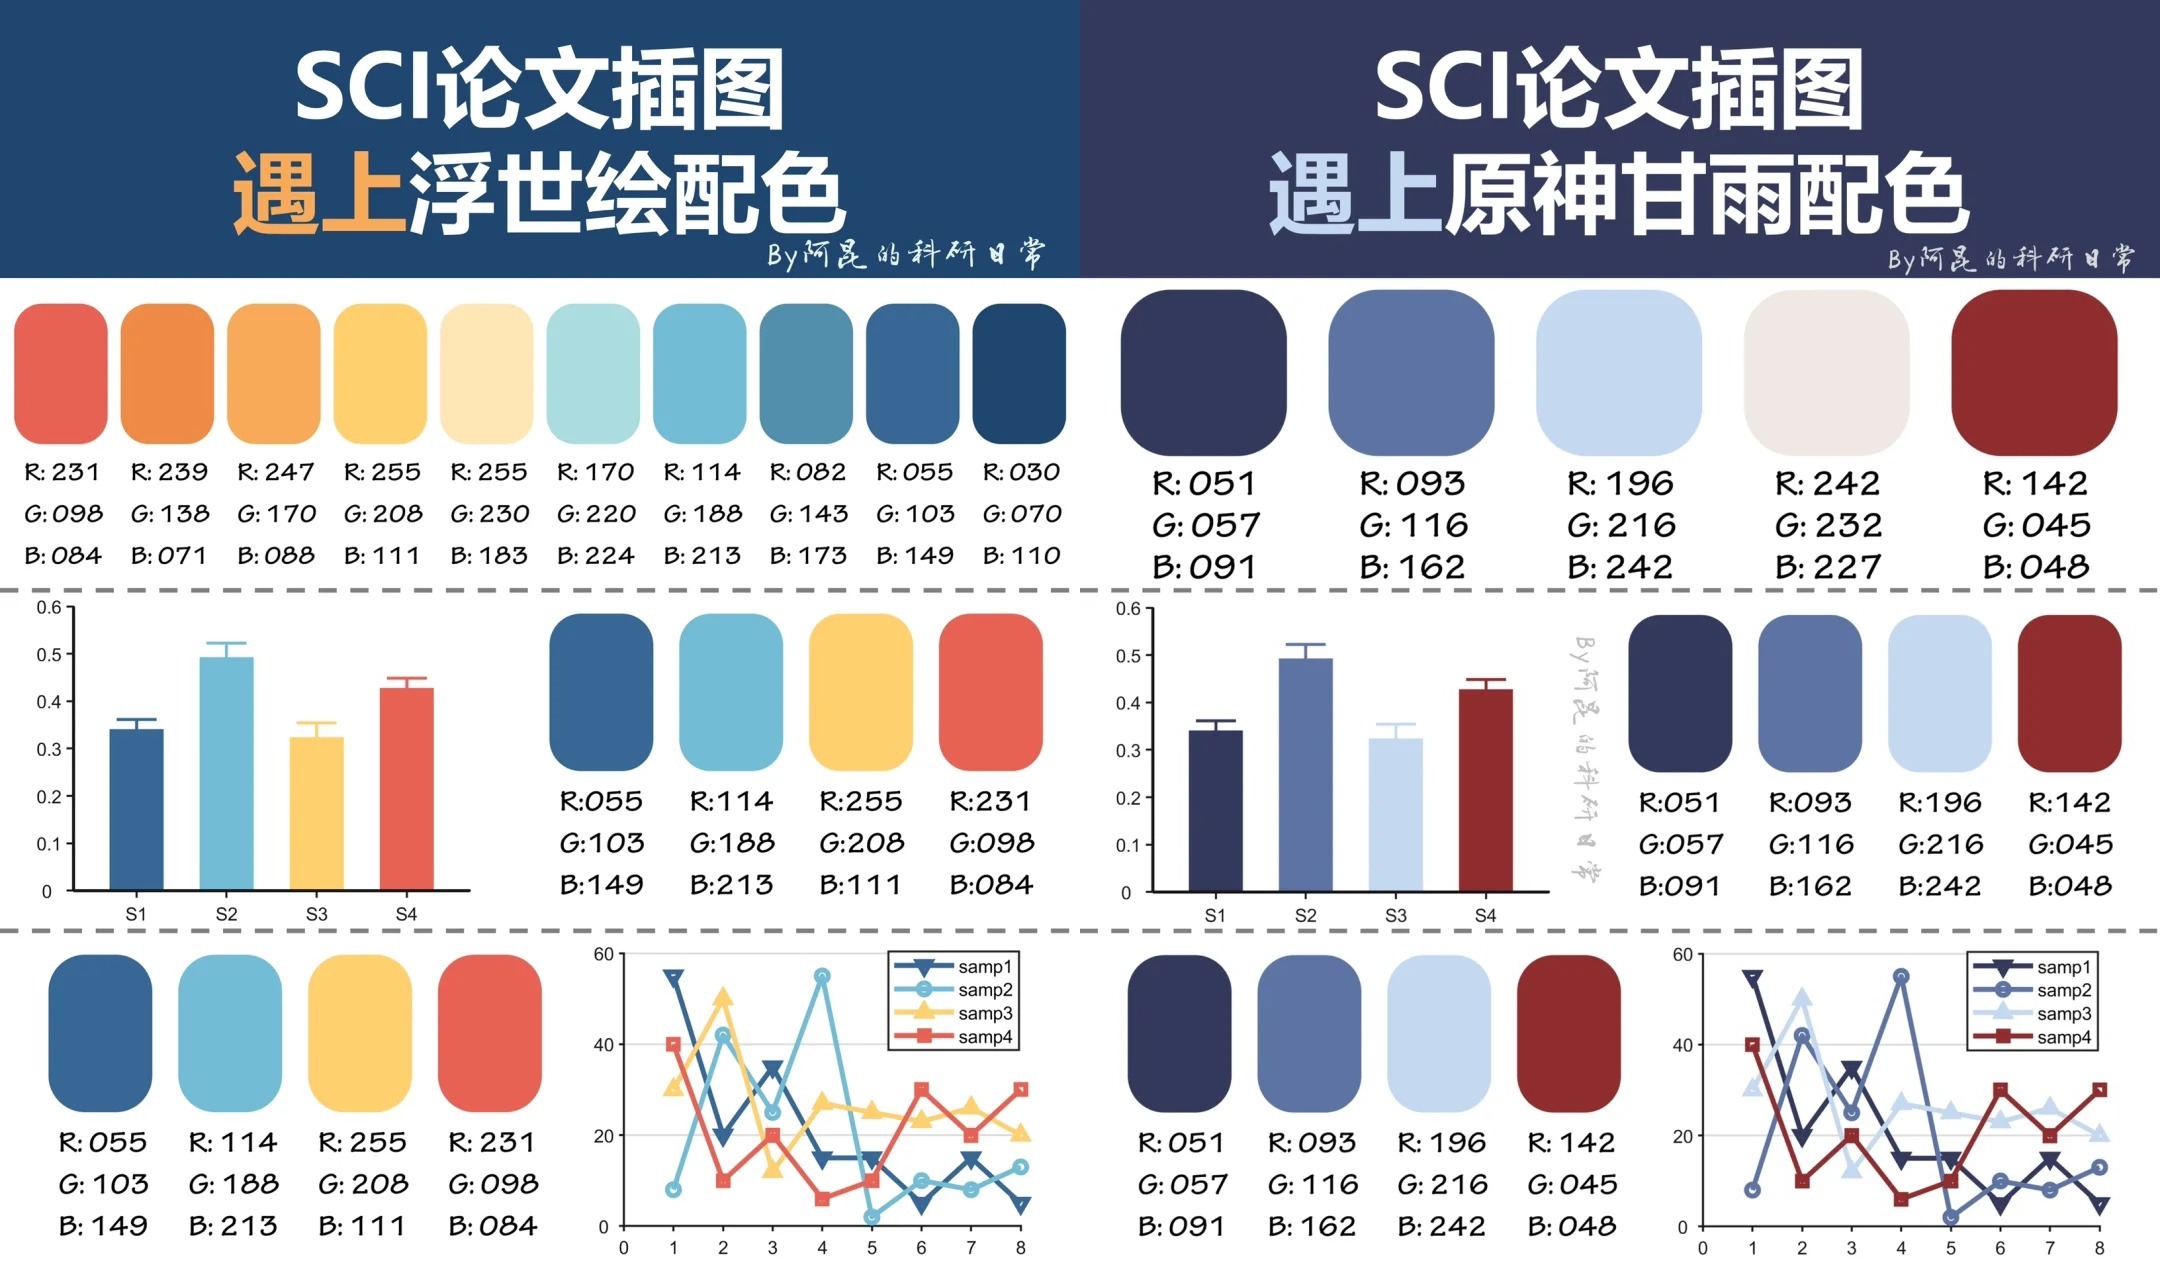 SCI论文插图
遇上浮世绘配色
By阿昆的科研日常
R: 231 R: 239 R: 247 R: 255 R: 255 R: 170 R: 114 R: 082 R: 055 R: 030
G: 098 G: 138 G: 170 G: 208 G: 230 G: 220 G: 188 G: 143 G: 103 G: 070
B: 084 B: 071 B: 088 B: 111 B: 183 B: 224 B: 213 B: 173 B: 149 B: 110
0.6
0.5
0.4
0.3
0.2
0.1
0
S1 S2 S3 S4
R:055 R:114 R:255 R:231
G:103 G:188 G:208 G:098
B:149 B:213 B:111 B:084
R: 055 R: 114 R: 255 R: 231
G: 103 G: 188 G: 208 G: 098
B: 149 B: 213 B: 111 B: 084
60
40
20
0
0 1 2 3 4 5 6 7 8
samp1
samp2
samp3
samp4
SCI论文插图
遇上原神甘雨配色
By阿昆的科研日常
R: 051 R: 093 R: 196 R: 242 R: 142
G: 057 G: 116 G: 216 G: 232 G: 045
B: 091 B: 162 B: 242 B: 227 B: 048
0.6
0.5
0.4
0.3
0.2
0.1
0
S1 S2 S3 S4
By阿昆的科研日常
R:051 R:093 R:196 R:142
G:057 G:116 G:216 G:045
B:091 B:162 B:242 B:048
R: 051 R: 093 R: 196 R: 142
G: 057 G: 116 G: 216 G: 045
B: 091 B: 162 B: 242 B: 048
60
40
20
0
0 1 2 3 4 5 6 7 8
samp1
samp2
samp3
samp4